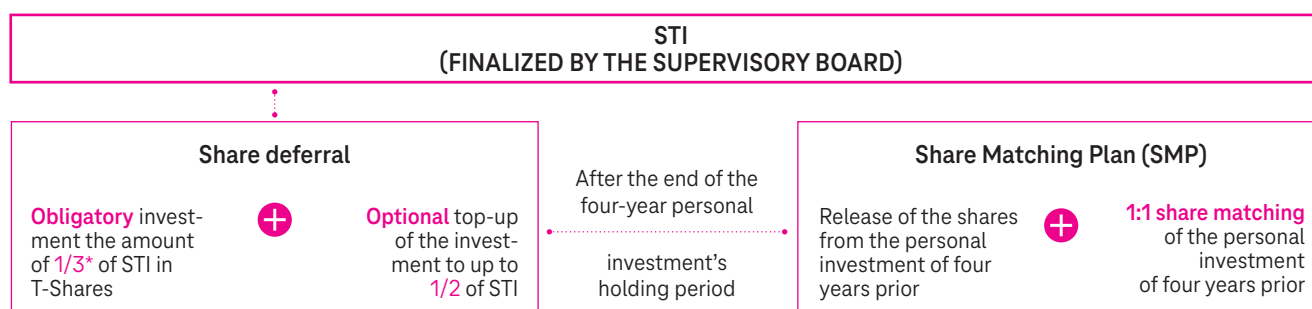 STI
(FINALIZED BY THE SUPERVISORY BOARD)
Share deferral
Obligatory invest-
ment the amount
of 1/3* of STI in
T-Shares
Optional top-up
of the invest-
ment to up to
1/2 of STI
After the end of the
four-year personal
investment’s
holding period
Share Matching Plan (SMP)
Release of the shares
from the personal
investment of four
years prior
1:1 share matching
of the personal
investment
of four years prior